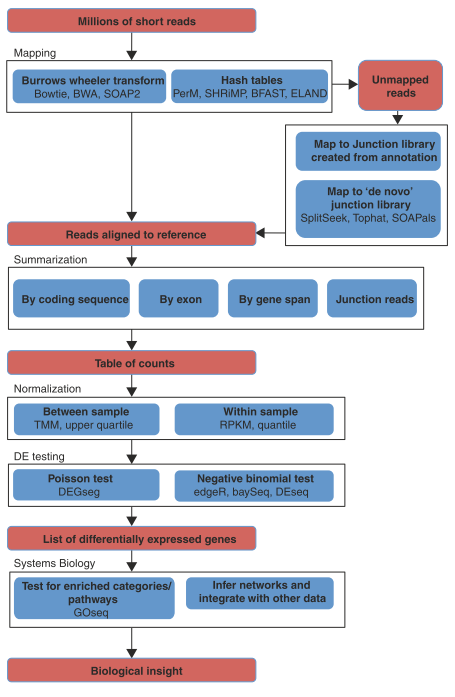 Millions of short reads
Mapping
Burrows wheeler transform
Bowtie, BWA, SOAP2
Hash tables
PerM, SHRiMP, BFAST, ELAND
Unmapped
reads
Map to Junction library
created from annotation
Map to ‘de novo’
junction library
SplitSeek, Tophat, SOAPals
Reads aligned to reference
Summarization
By coding sequence
By exon
By gene span
Junction reads
Table of counts
Normalization
Between sample
TMM, upper quartile
Within sample
RPKM, quantile
DE testing
Poisson test
DEGseg
Negative binomial test
edgeR, baySeq, DEseq
List of differentially expressed genes
Systems Biology
Test for enriched categories/
pathways
GOseq
Infer networks and
integrate with other data
Biological insight